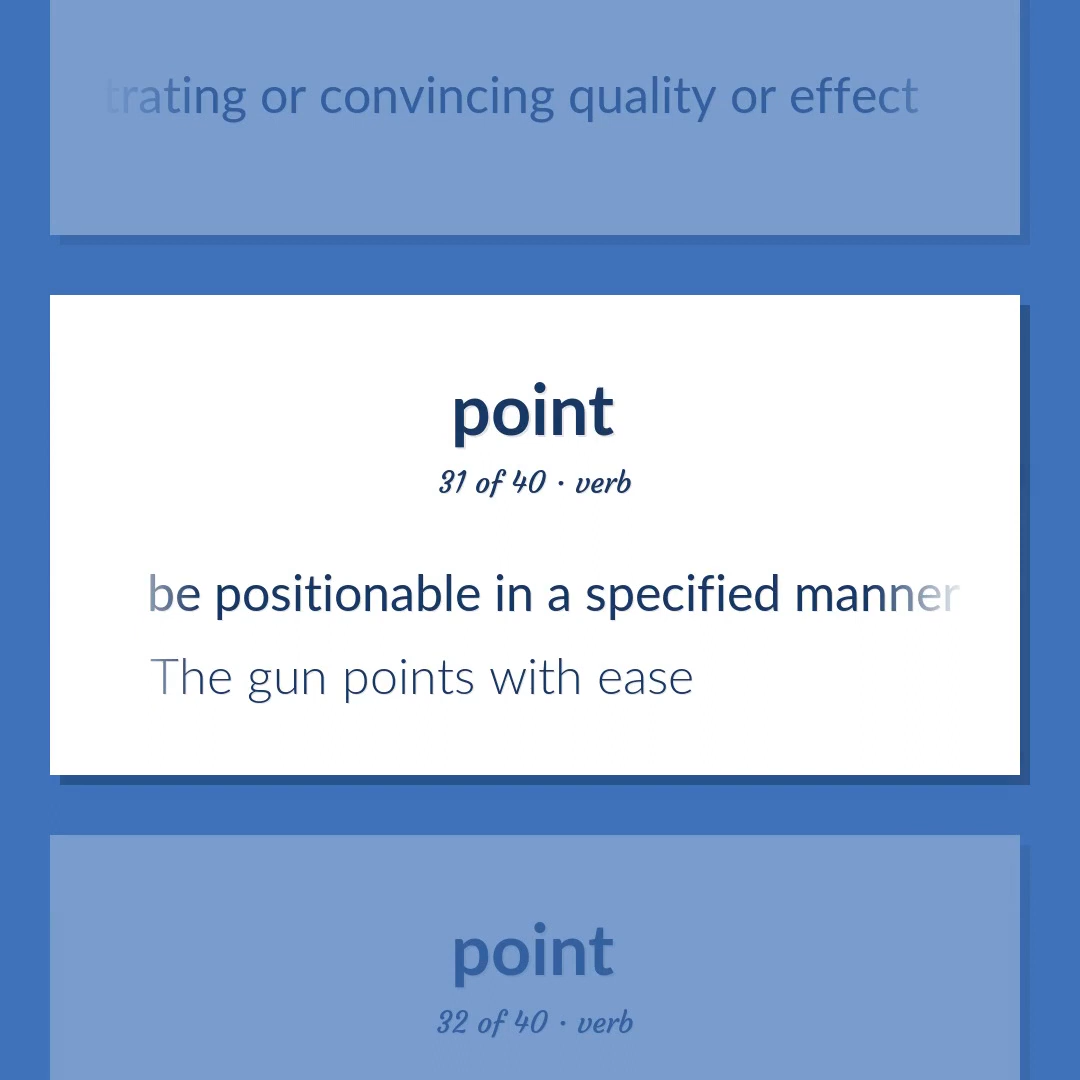 trating or convincing quality or effect
point
31 of 40 · verb
be positionable in a specified manner
The gun points with ease
point
32 of 40 · verb